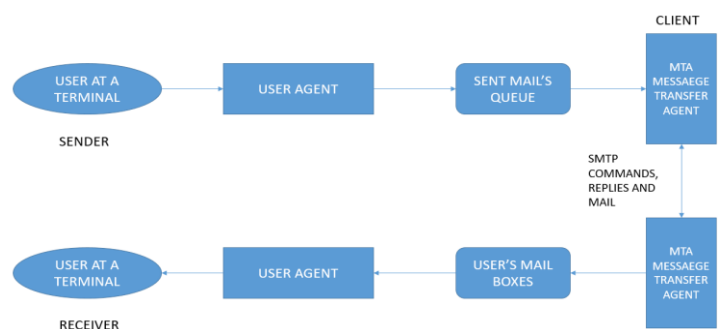 CLIENT
USER AT A
TERMINAL
USER AGENT
SENT MAIL'S
QUEUE
MTA
MESSAEGE
TRANSFER
AGENT
SENDER
SMTP
COMMANDS,
REPLIES AND
MAIL
USER AT A
TERMINAL
USER AGENT
USER'S MAIL
BOXES
MTA
MESSAEGE
TRANSFER
AGENT
RECEIVER